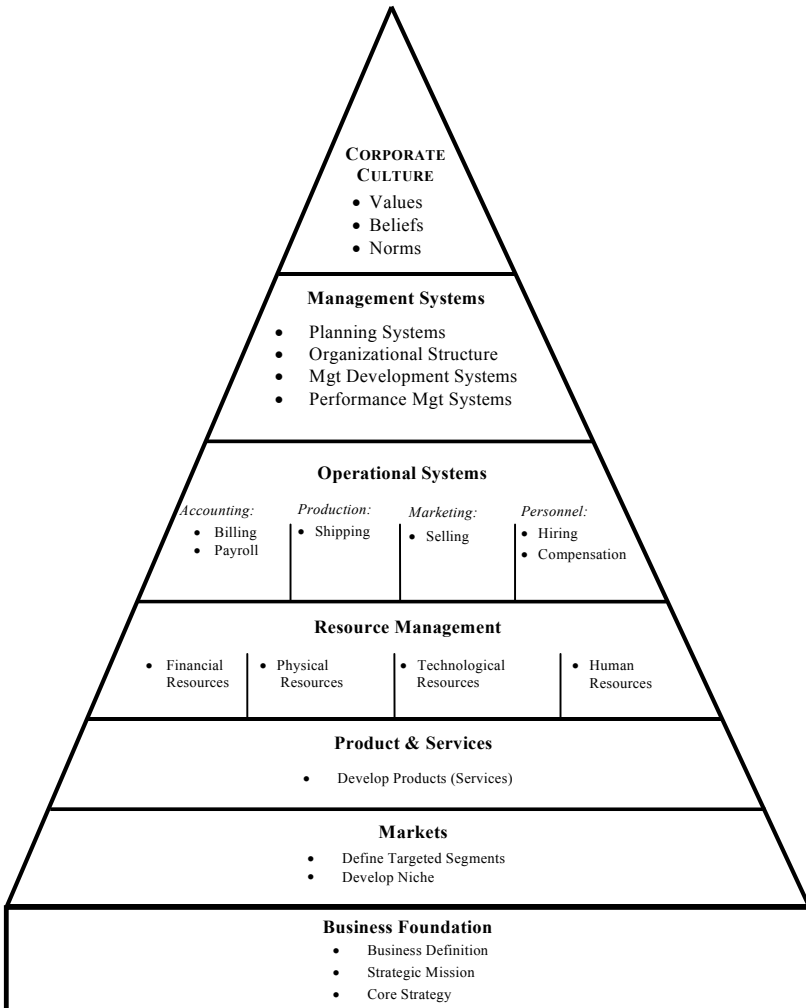 CORPORATE
CULTURE
• Values
• Beliefs
• Norms
Management Systems
• Planning Systems
• Organizational Structure
• Mgt Development Systems
• Performance Mgt Systems
Operational Systems
Accounting:
• Billing
• Payroll
Production:
• Shipping
Marketing:
• Selling
Personnel:
• Hiring
• Compensation
Resource Management
• Financial
Resources
• Physical
Resources
• Technological
Resources
• Human
Resources
Product & Services
• Develop Products (Services)
Markets
• Define Targeted Segments
• Develop Niche
Business Foundation
• Business Definition
• Strategic Mission
• Core Strategy